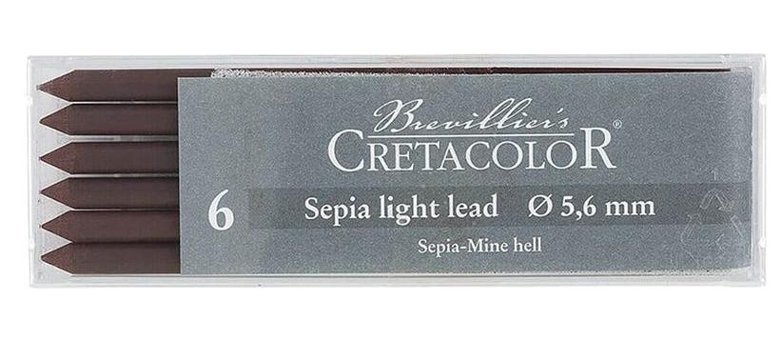 Brevillier's
CRETACOLOR®
6 Sepia light lead Ø 5,6 mm
Sepia-Mine hell